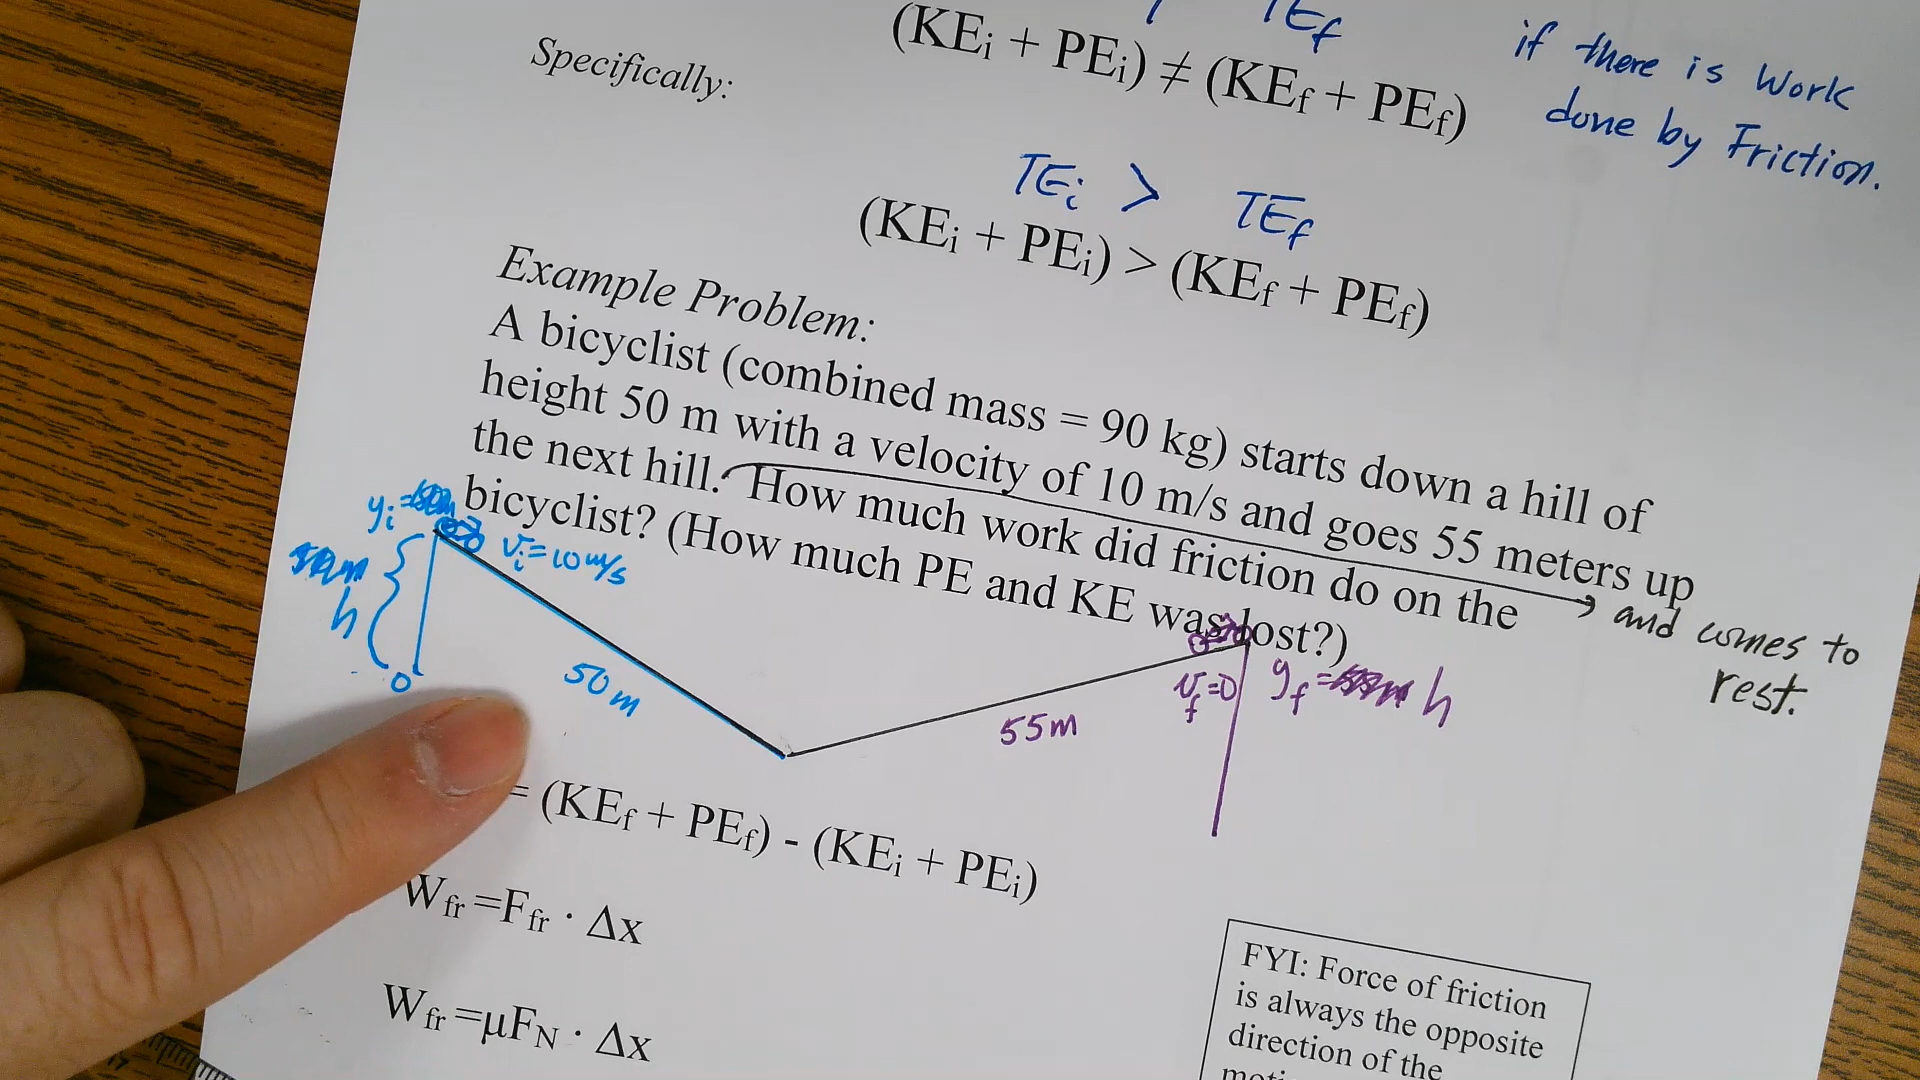 TEf
if there is Work
(KEi + PEi) ≠ (KEf + PEf)
done by Friction.
Specifically:
TEi > TEf
(KEi + PEi) > (KEf + PEf)
Example Problem:
A bicyclist (combined mass = 90 kg) starts down a hill of
height 50 m with a velocity of 10 m/s and goes 55 meters up
the next hill. How much work did friction do on the
bicyclist? (How much PE and KE was lost?)
and comes to
rest.
yi =
vi = 10 m/s
h
0
50 m
55m
vf = 0
yf = h
= (KEf + PEf) - (KEi + PEi)
Wfr =Ffr · Δx
Wfr =μFN · Δx
FYI: Force of friction
is always the opposite
direction of the